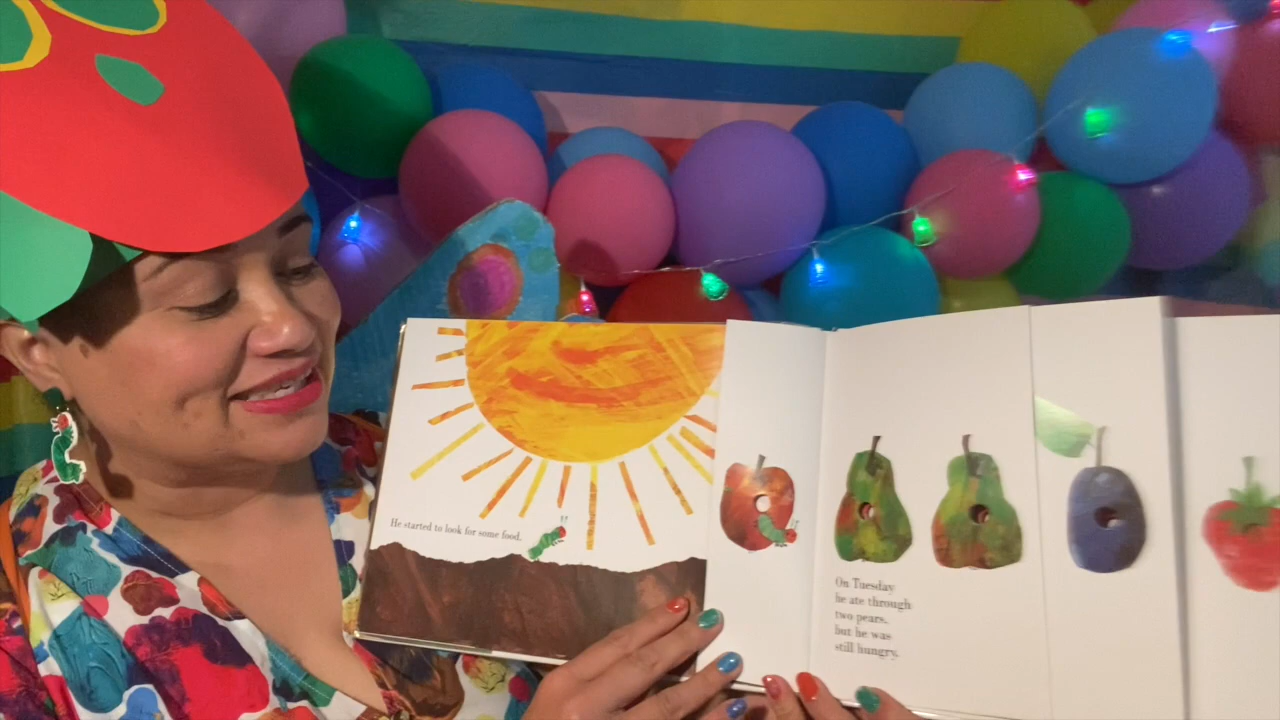 He started to look for some food.
On Tuesday
he ate through
two pears,
but he was
still hungry.